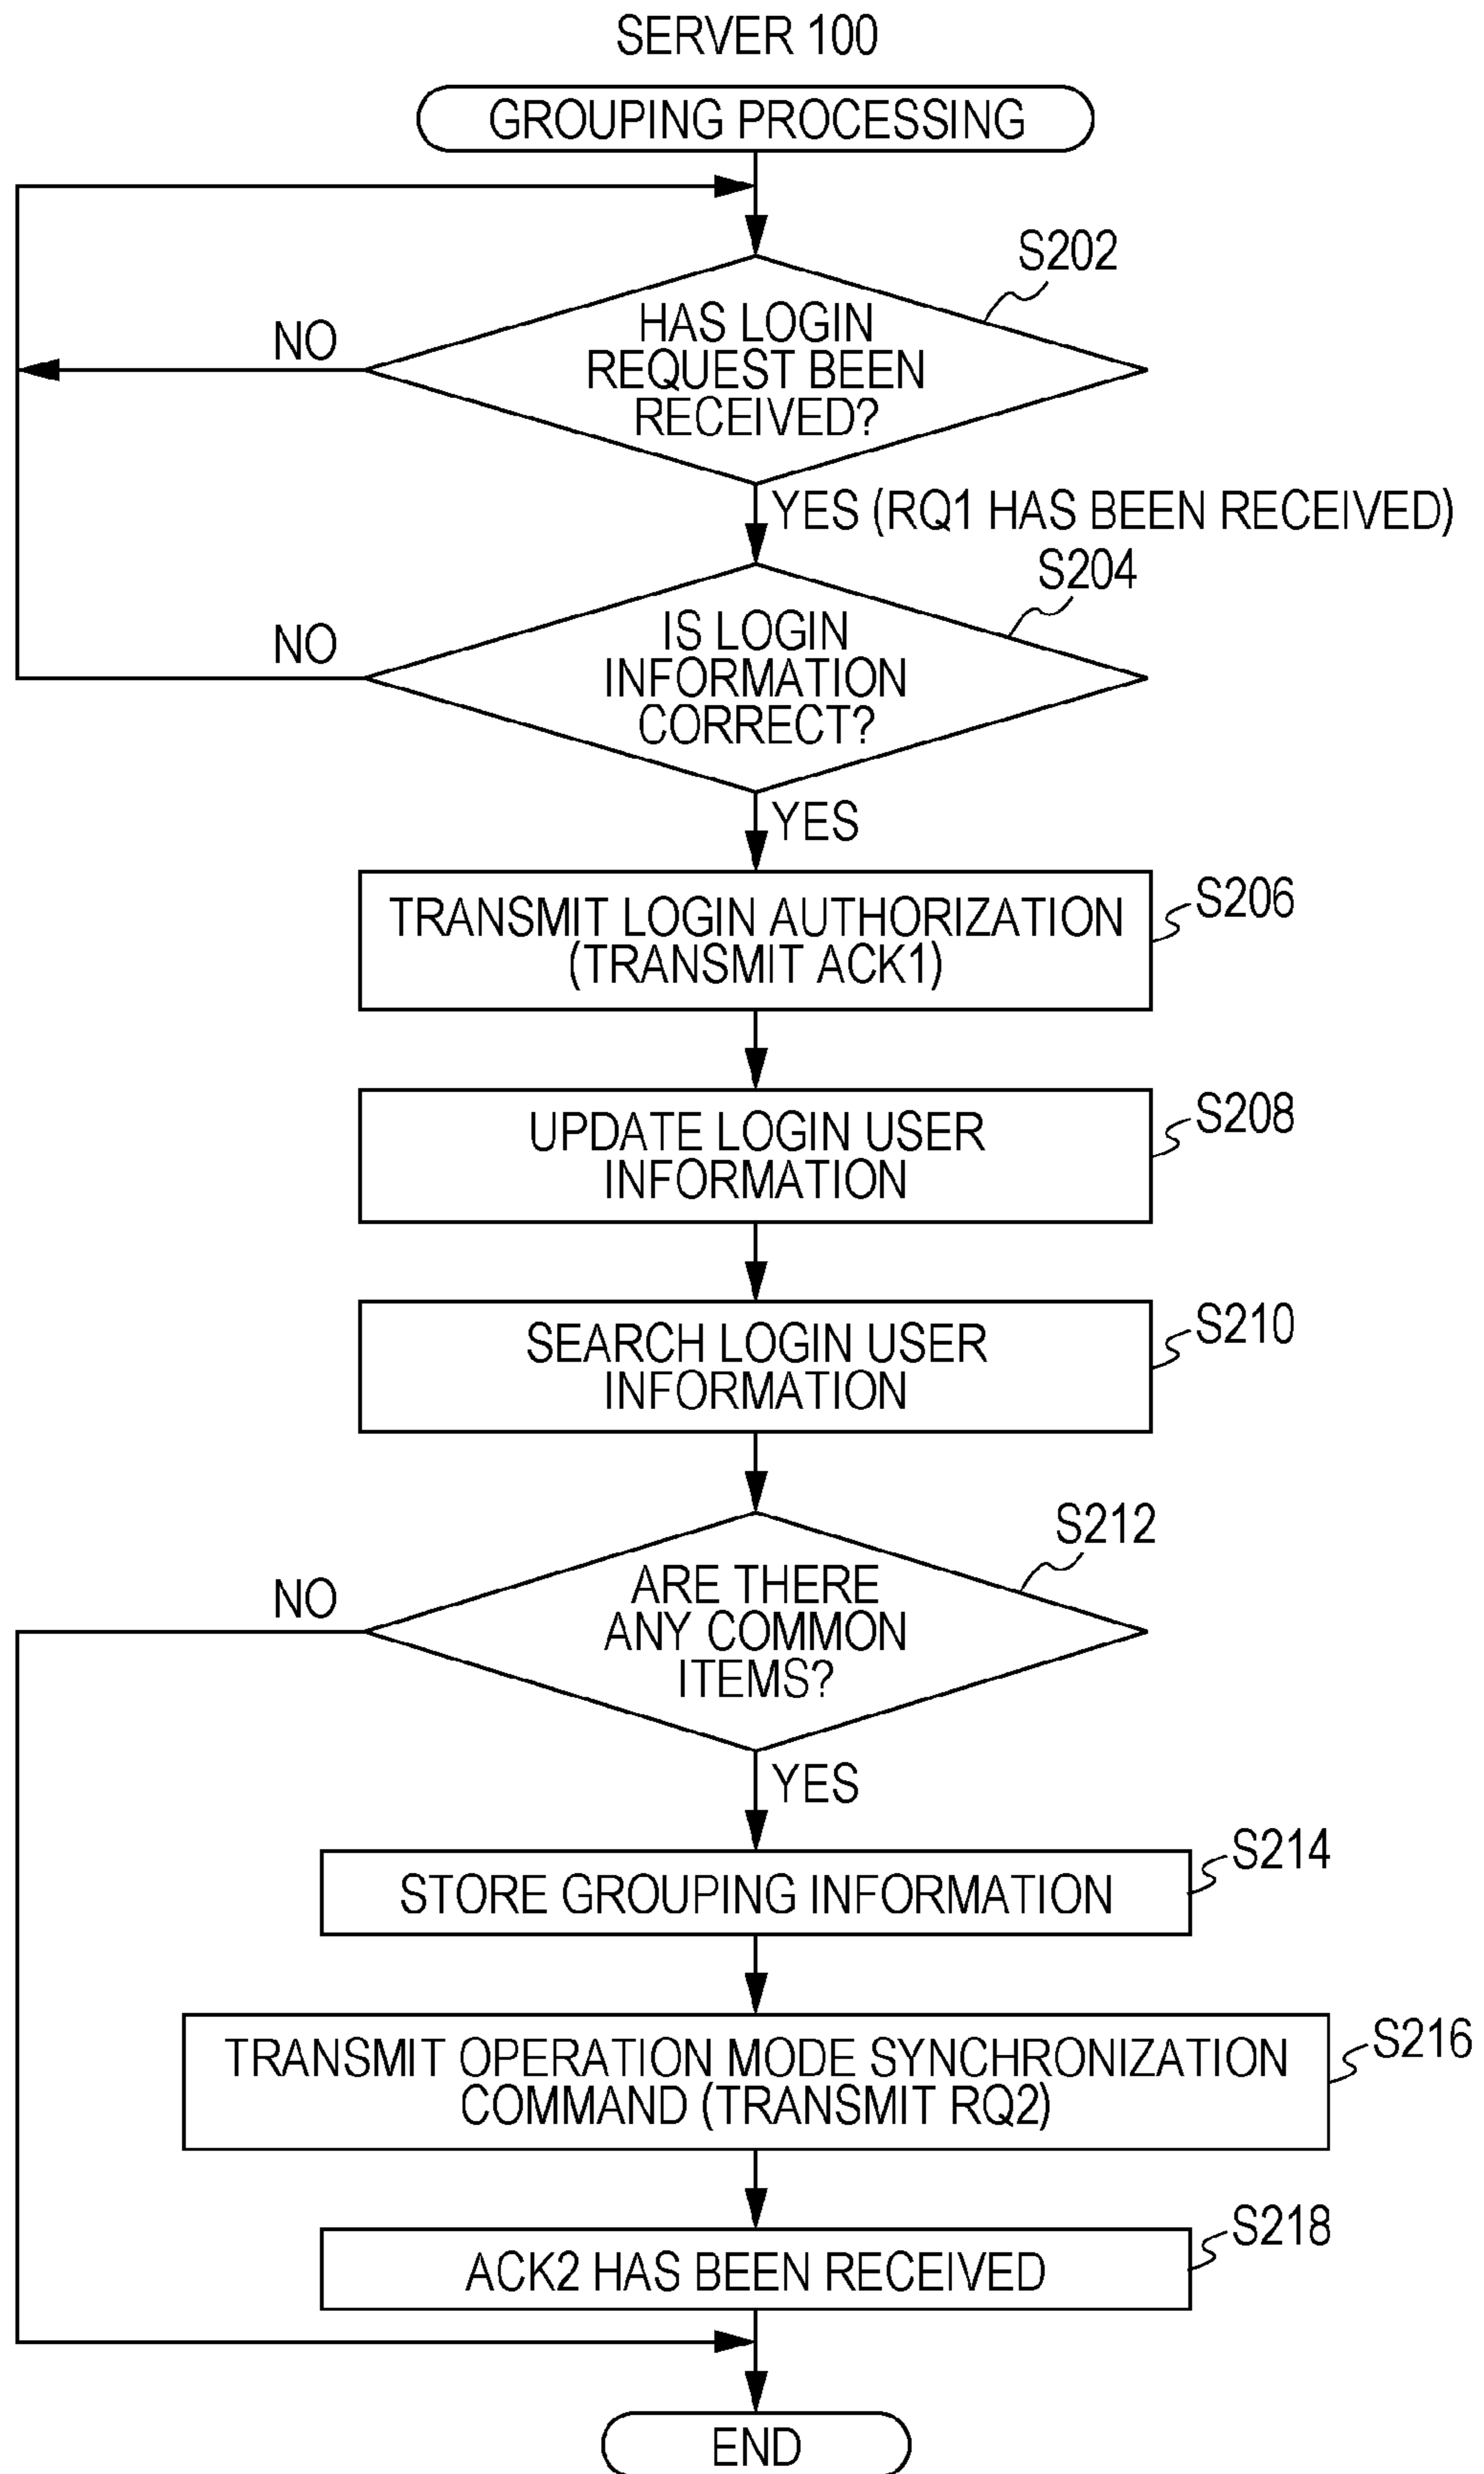 SERVER 100
GROUPING PROCESSING
S202
HAS LOGIN
REQUEST BEEN
RECEIVED?
NO
YES (RQ1 HAS BEEN RECEIVED)
S204
IS LOGIN
INFORMATION
CORRECT?
NO
YES
S206
TRANSMIT LOGIN AUTHORIZATION
(TRANSMIT ACK1)
S208
UPDATE LOGIN USER
INFORMATION
S210
SEARCH LOGIN USER
INFORMATION
S212
ARE THERE
ANY COMMON
ITEMS?
NO
YES
S214
STORE GROUPING INFORMATION
S216
TRANSMIT OPERATION MODE SYNCHRONIZATION
COMMAND (TRANSMIT RQ2)
S218
ACK2 HAS BEEN RECEIVED
END